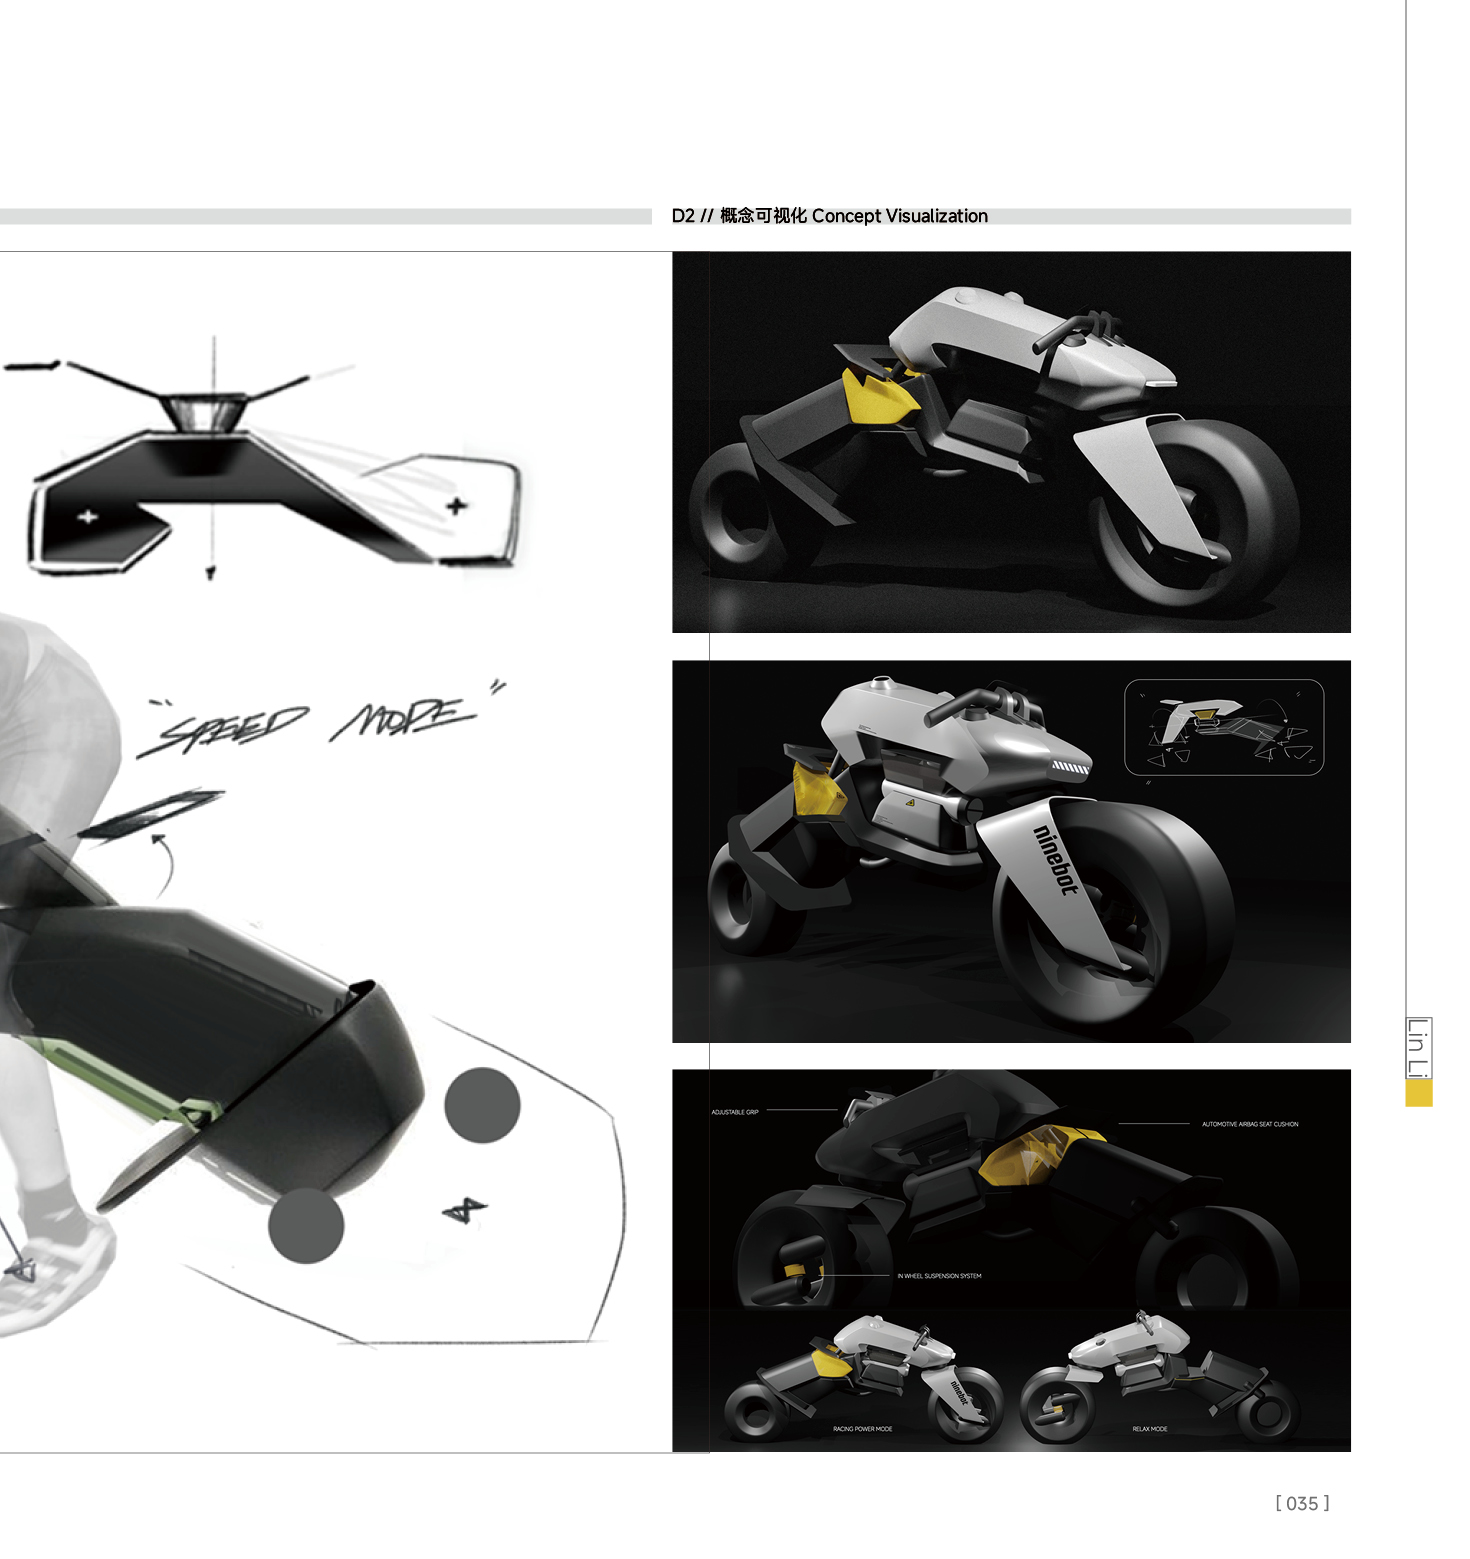 D2 // 概念可视化 Concept Visualization
"SPEED MODE"
ninebot
ADJUSTABLE GRIP
AUTOMOTIVE AIRBAG SEAT CUSHION
IN WHEEL SUSPENSION SYSTEM
ninebot
RACING POWER MODE
RELAX MODE
Lin Li
[ 035 ]